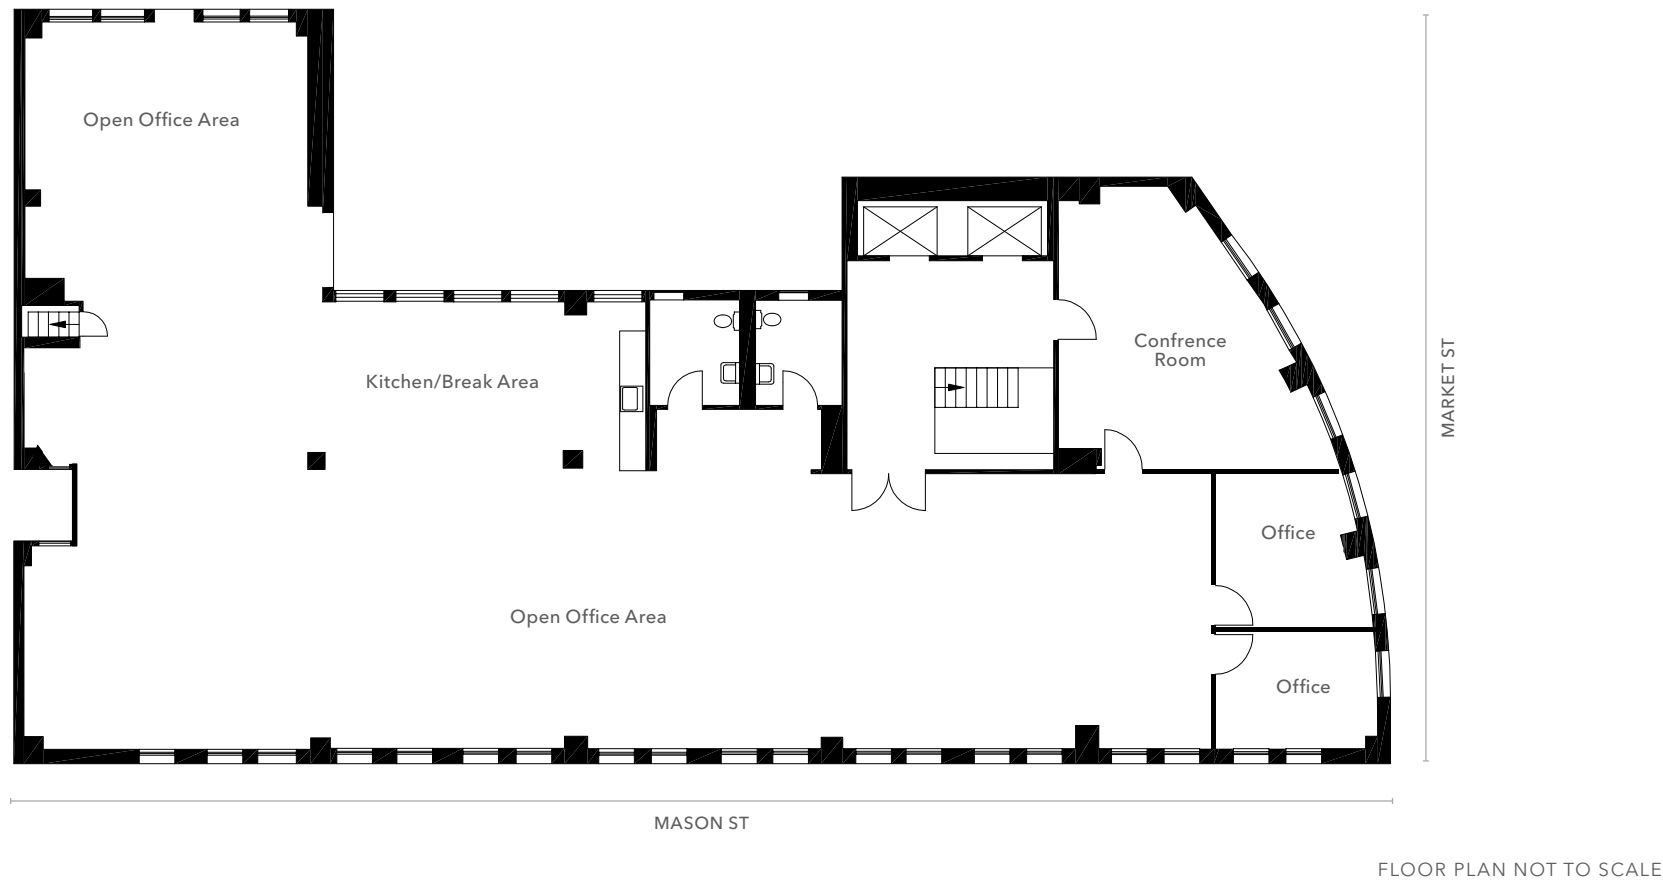 Open Office Area
Kitchen/Break Area
Confrence
Room
Office
Open Office Area
Office
MARKET ST
MASON ST
FLOOR PLAN NOT TO SCALE